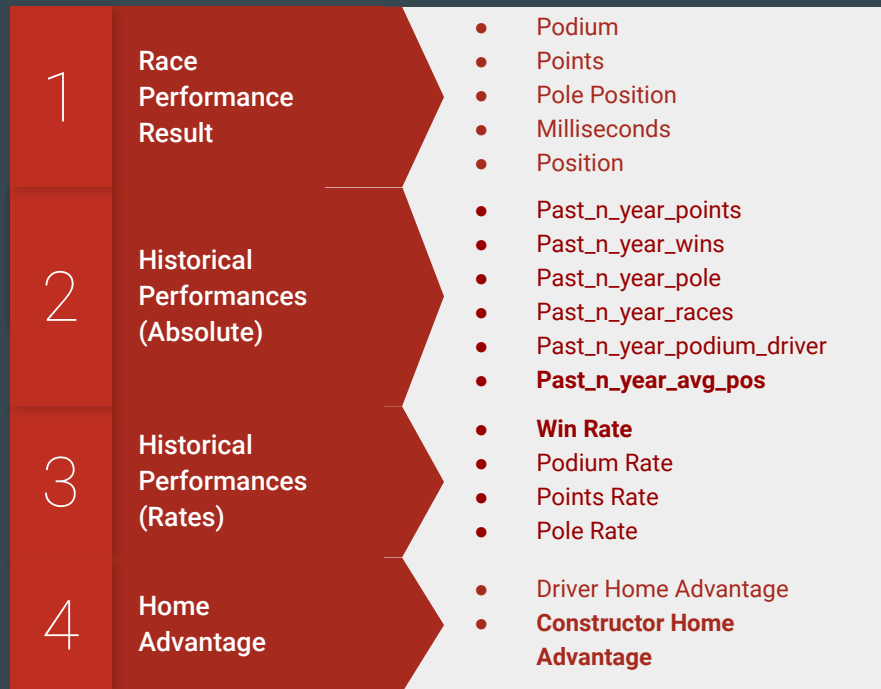 1
Race
Performance
Result
● Podium
● Points
● Pole Position
● Milliseconds
● Position
2
Historical
Performances
(Absolute)
● Past_n_year_points
● Past_n_year_wins
● Past_n_year_pole
● Past_n_year_races
● Past_n_year_podium_driver
● Past_n_year_avg_pos
3
Historical
Performances
(Rates)
● Win Rate
● Podium Rate
● Points Rate
● Pole Rate
4
Home
Advantage
● Driver Home Advantage
● Constructor Home
Advantage